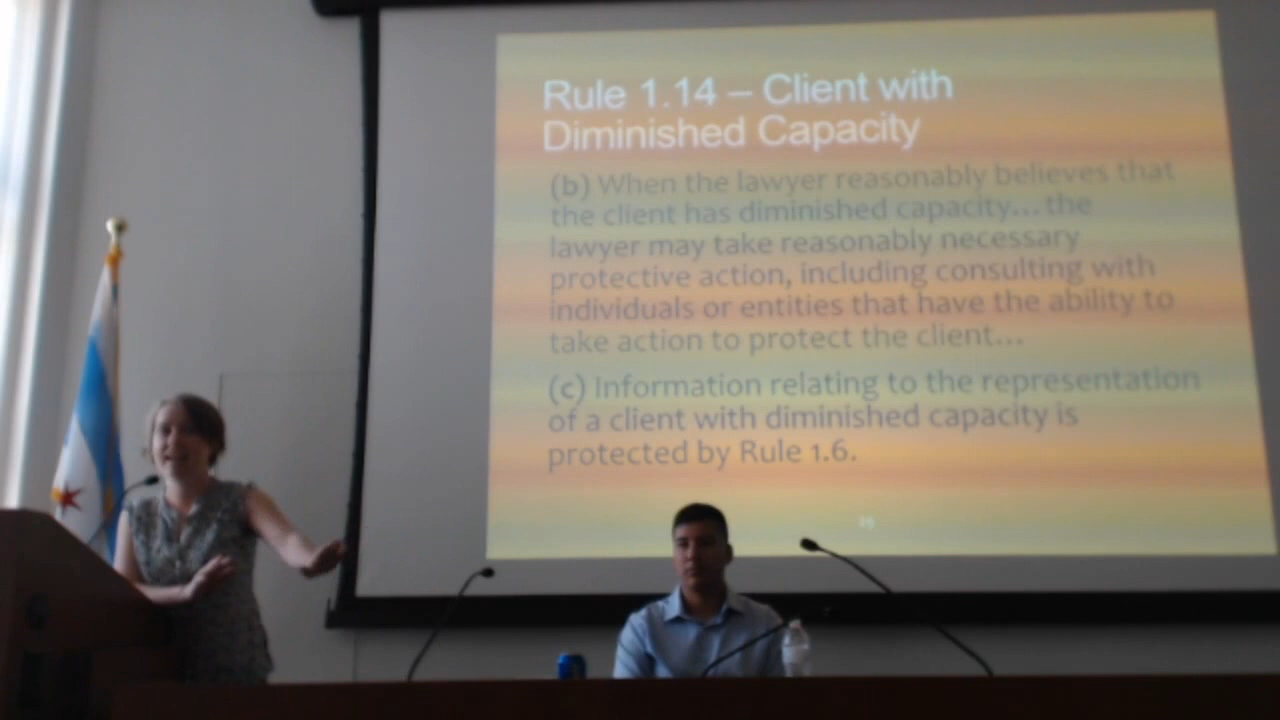 Rule 1.14 – Client with
Diminished Capacity
(b) When the lawyer reasonably believes that
the client has diminished capacity... the
lawyer may take reasonably necessary
protective action, including consulting with
individuals or entities that have the ability to
take action to protect the client...
(c) Information relating to the representation
of a client with diminished capacity is
protected by Rule 1.6.